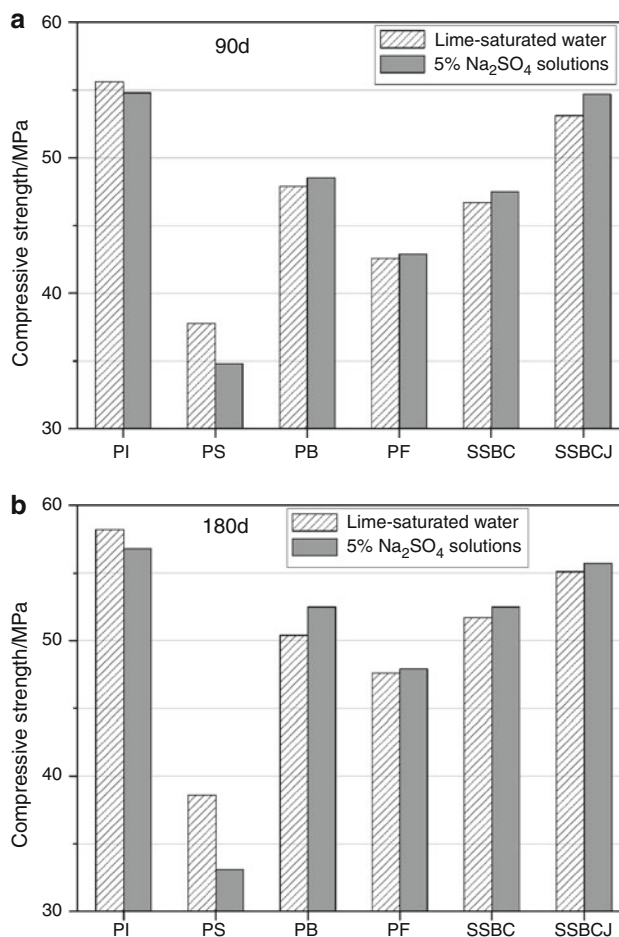 a
60
90d
Lime-saturated water
5% Na₂SO₄ solutions
50
40
30
Compressive strength/MPa
PI PS PB PF SSBC SSBCJ
b
60
180d
Lime-saturated water
5% Na₂SO₄ solutions
50
40
30
Compressive strength/MPa
PI PS PB PF SSBC SSBCJ